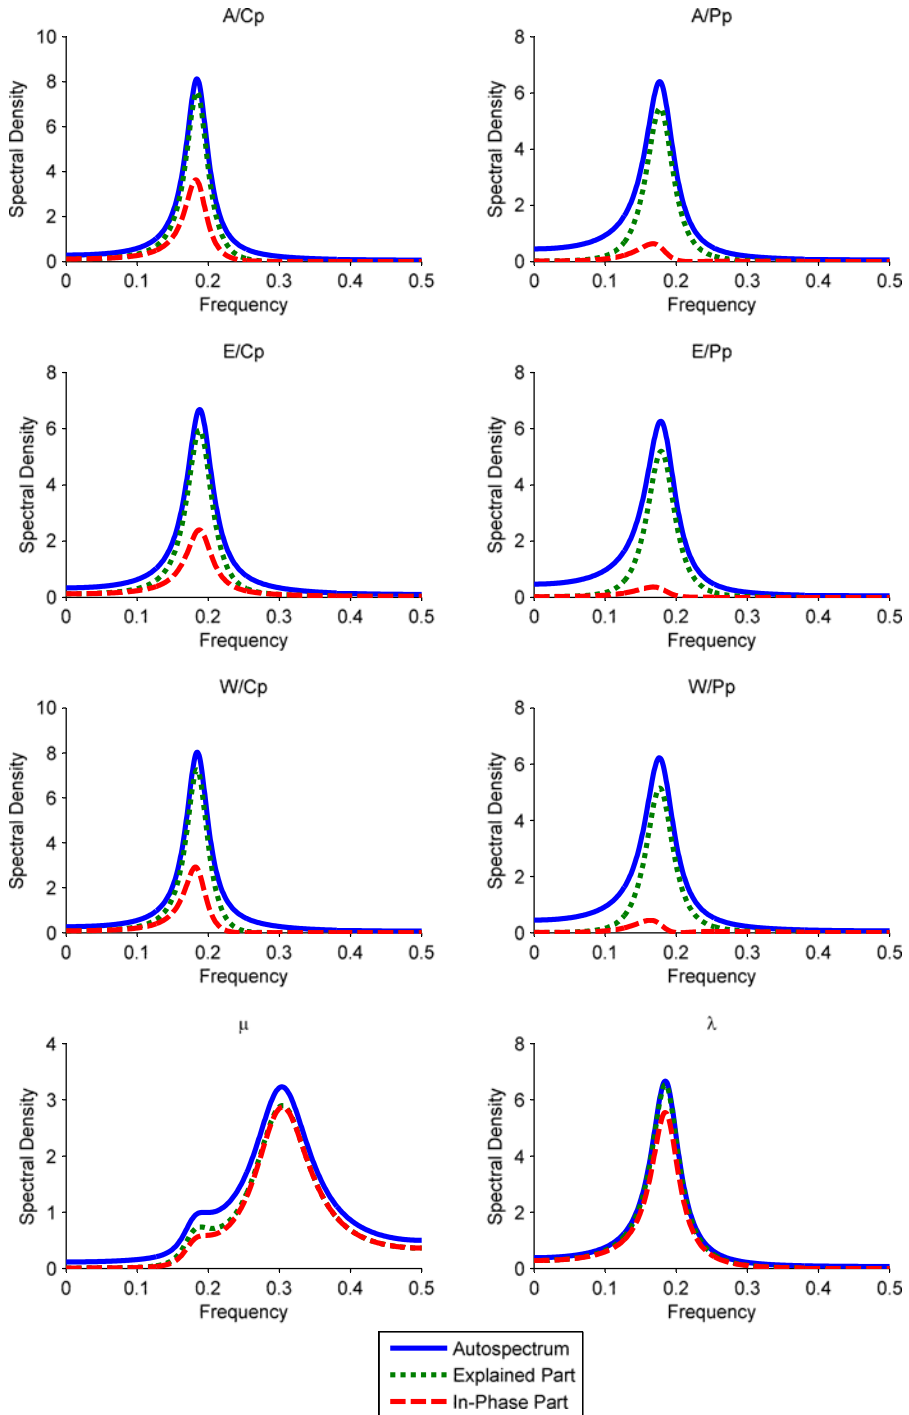 A/Cp
Spectral Density
10
8
6
4
2
0
0 0.1 0.2 0.3 0.4 0.5
Frequency
A/Pp
Spectral Density
8
6
4
2
0
0 0.1 0.2 0.3 0.4 0.5
Frequency
E/Cp
Spectral Density
8
6
4
2
0
0 0.1 0.2 0.3 0.4 0.5
Frequency
E/Pp
Spectral Density
8
6
4
2
0
0 0.1 0.2 0.3 0.4 0.5
Frequency
W/Cp
Spectral Density
10
8
6
4
2
0
0 0.1 0.2 0.3 0.4 0.5
Frequency
W/Pp
Spectral Density
8
6
4
2
0
0 0.1 0.2 0.3 0.4 0.5
Frequency
μ
Spectral Density
4
3
2
1
0
0 0.1 0.2 0.3 0.4 0.5
Frequency
λ
Spectral Density
8
6
4
2
0
0 0.1 0.2 0.3 0.4 0.5
Frequency
Autospectrum
Explained Part
In-Phase Part